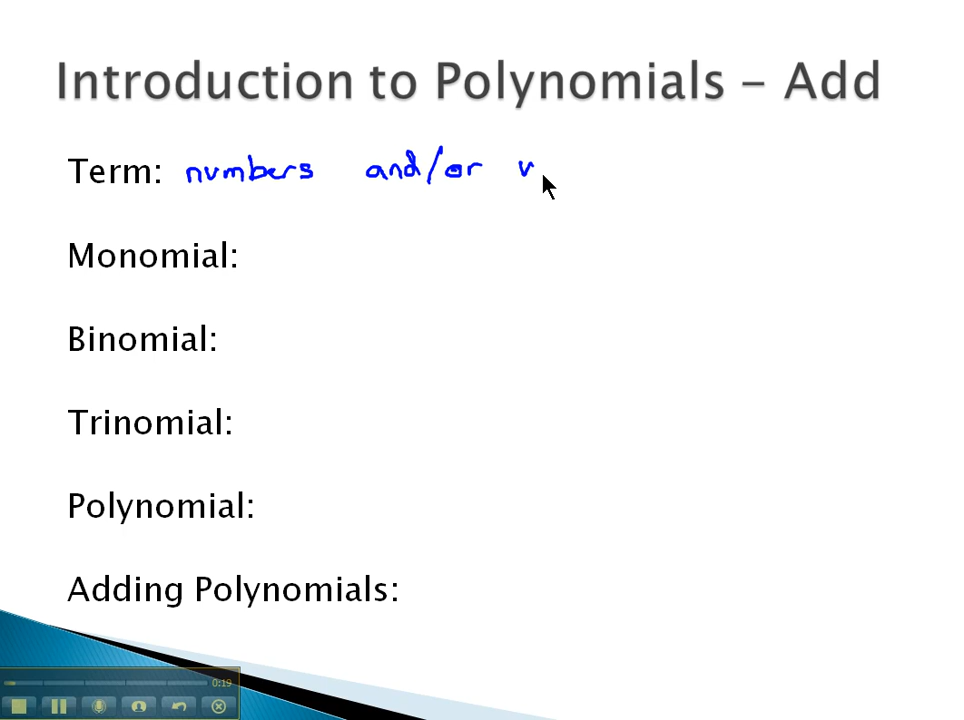 Introduction to Polynomials - Add
Term: numbers and/or v
Monomial:
Binomial:
Trinomial:
Polynomial:
Adding Polynomials:
0:19